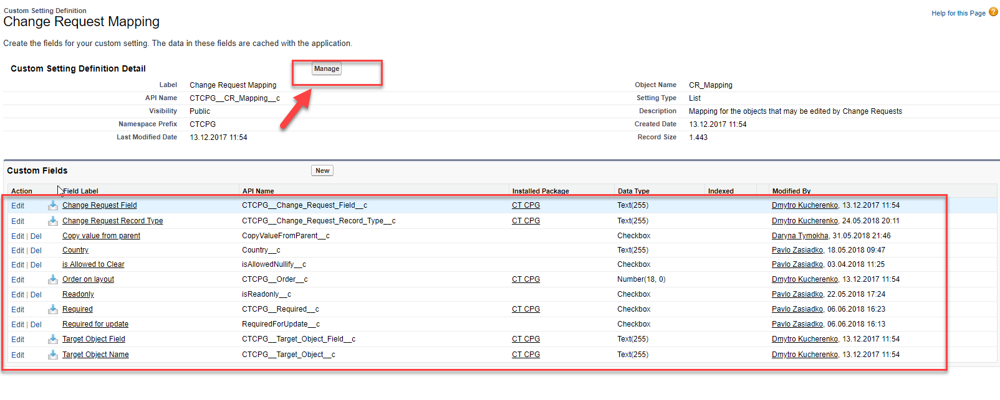 Custom Setting Definition
Change Request Mapping
Help for this Page ?
Create the fields for your custom setting. The data in these fields are cached with the application.
Custom Setting Definition Detail Manage
Label Change Request Mapping Object Name CR_Mapping
API Name CTCPG__CR_Mapping__c Setting Type List
Visibility Public Description Mapping for the objects that may be edited by Change Requests
Namespace Prefix CTCPG Created Date 13.12.2017 11:54
Last Modified Date 13.12.2017 11:54 Record Size 1.443
Custom Fields New
Action Field Label API Name Installed Package Data Type Indexed Modified By
Edit Change Request Field CTCPG__Change_Request_Field__c CT CPG Text(255) Dmytro Kucherenko, 13.12.2017 11:54
Edit Change Request Record Type CTCPG__Change_Request_Record_Type__c CT CPG Text(255) Dmytro Kucherenko, 24.05.2018 20:11
Edit | Del Copy value from parent CopyValueFromParent__c Checkbox Daryna Tymokha, 31.05.2018 21:46
Edit | Del Country Country__c Text(255) Pavlo Zasiadko, 18.05.2018 09:47
Edit | Del is Allowed to Clear isAllowedNullify__c Checkbox Pavlo Zasiadko, 03.04.2018 11:25
Edit Order on layout CTCPG__Order__c CT CPG Number(18, 0) Dmytro Kucherenko, 13.12.2017 11:54
Edit | Del Readonly isReadonly__c Checkbox Pavlo Zasiadko, 22.05.2018 17:24
Edit Required CTCPG__Required__c CT CPG Checkbox Pavlo Zasiadko, 06.06.2018 16:23
Edit | Del Required for update RequiredForUpdate__c Checkbox Pavlo Zasiadko, 06.06.2018 16:13
Edit Target Object Field CTCPG__Target_Object_Field__c CT CPG Text(255) Dmytro Kucherenko, 13.12.2017 11:54
Edit Target Object Name CTCPG__Target_Object__c CT CPG Text(255) Dmytro Kucherenko, 13.12.2017 11:54